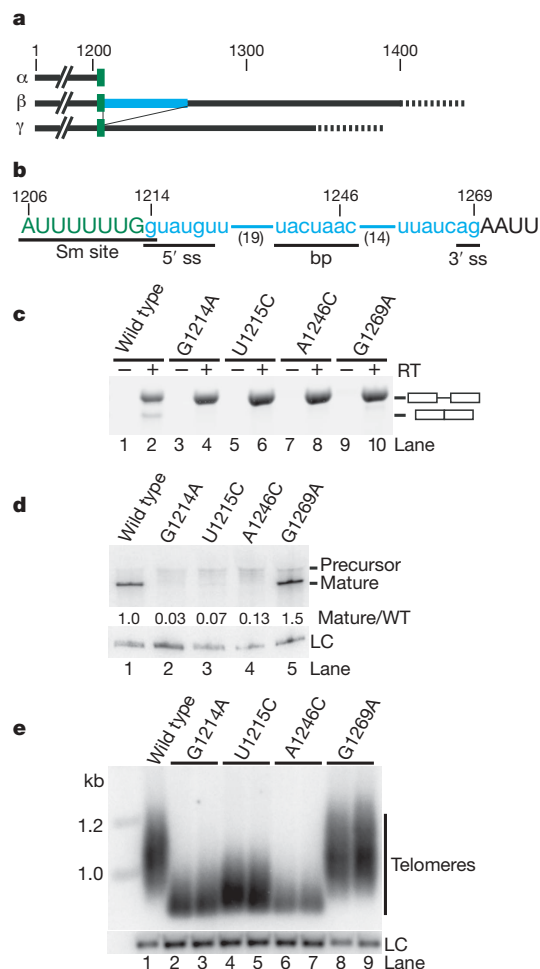 a
1 1200 1300 1400
α
β
γ
b
1206 1214 1246 1269
AUUUUUUGguauguu (19) uacuaac (14) uuaucagAAUU
Sm site 5′ ss bp 3′ ss
c
Wild type G1214A U1215C A1246C G1269A
– + – + – + – + – + RT
1 2 3 4 5 6 7 8 9 10 Lane
d
Wild type G1214A U1215C A1246C G1269A
Precursor
Mature
1.0 0.03 0.07 0.13 1.5 Mature/WT
LC
1 2 3 4 5 Lane
e
Wild type G1214A U1215C A1246C G1269A
kb
1.2
1.0
Telomeres
LC
1 2 3 4 5 6 7 8 9 Lane